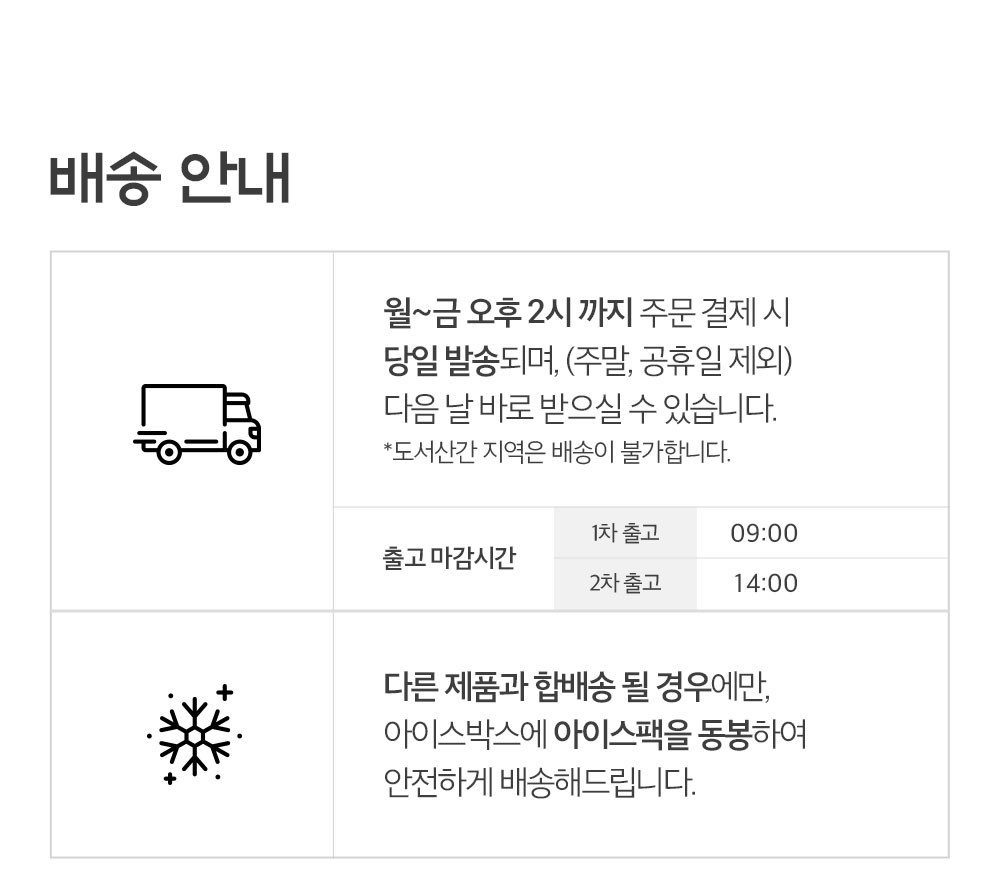 배송 안내
월~금 오후 2시 까지 주문 결제 시
당일 발송되며, (주말, 공휴일 제외)
다음 날 바로 받으실 수 있습니다.
*도서산간 지역은 배송이 불가합니다.
출고 마감시간
1차 출고 09:00
2차 출고 14:00
다른 제품과 합배송 될 경우에만,
아이스박스에 아이스팩을 동봉하여
안전하게 배송해드립니다.